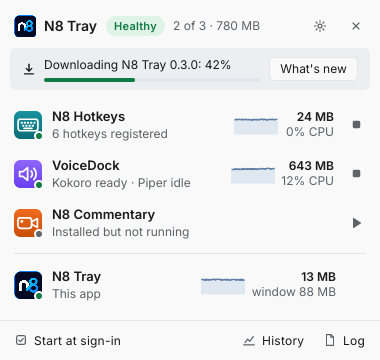 N8 Tray Healthy 2 of 3 · 780 MB
Downloading N8 Tray 0.3.0: 42% What's new
N8 Hotkeys 24 MB
6 hotkeys registered 0% CPU
VoiceDock 643 MB
Kokoro ready · Piper idle 12% CPU
N8 Commentary
Installed but not running
N8 Tray 13 MB
This app window 88 MB
Start at sign-in History Log